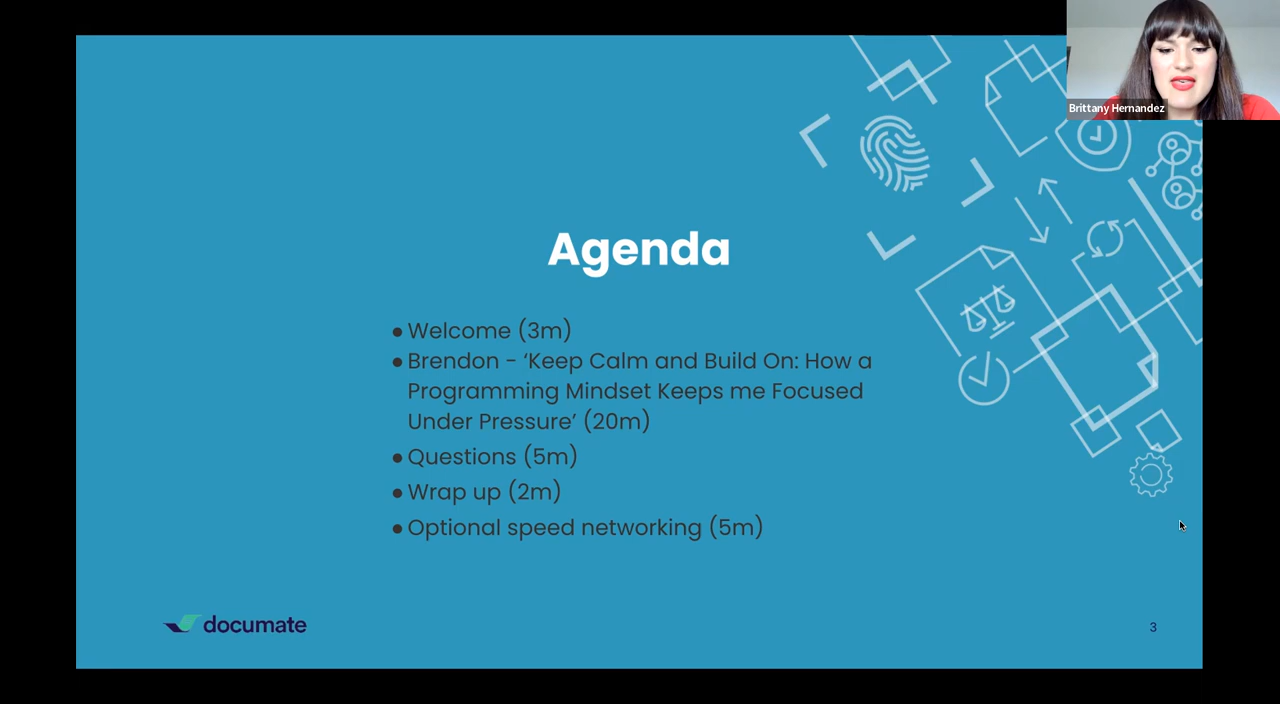 Brittany Hernandez
Agenda
● Welcome (3m)
● Brendon - ‘Keep Calm and Build On: How a
Programming Mindset Keeps me Focused
Under Pressure’ (20m)
● Questions (5m)
● Wrap up (2m)
● Optional speed networking (5m)
documate
3